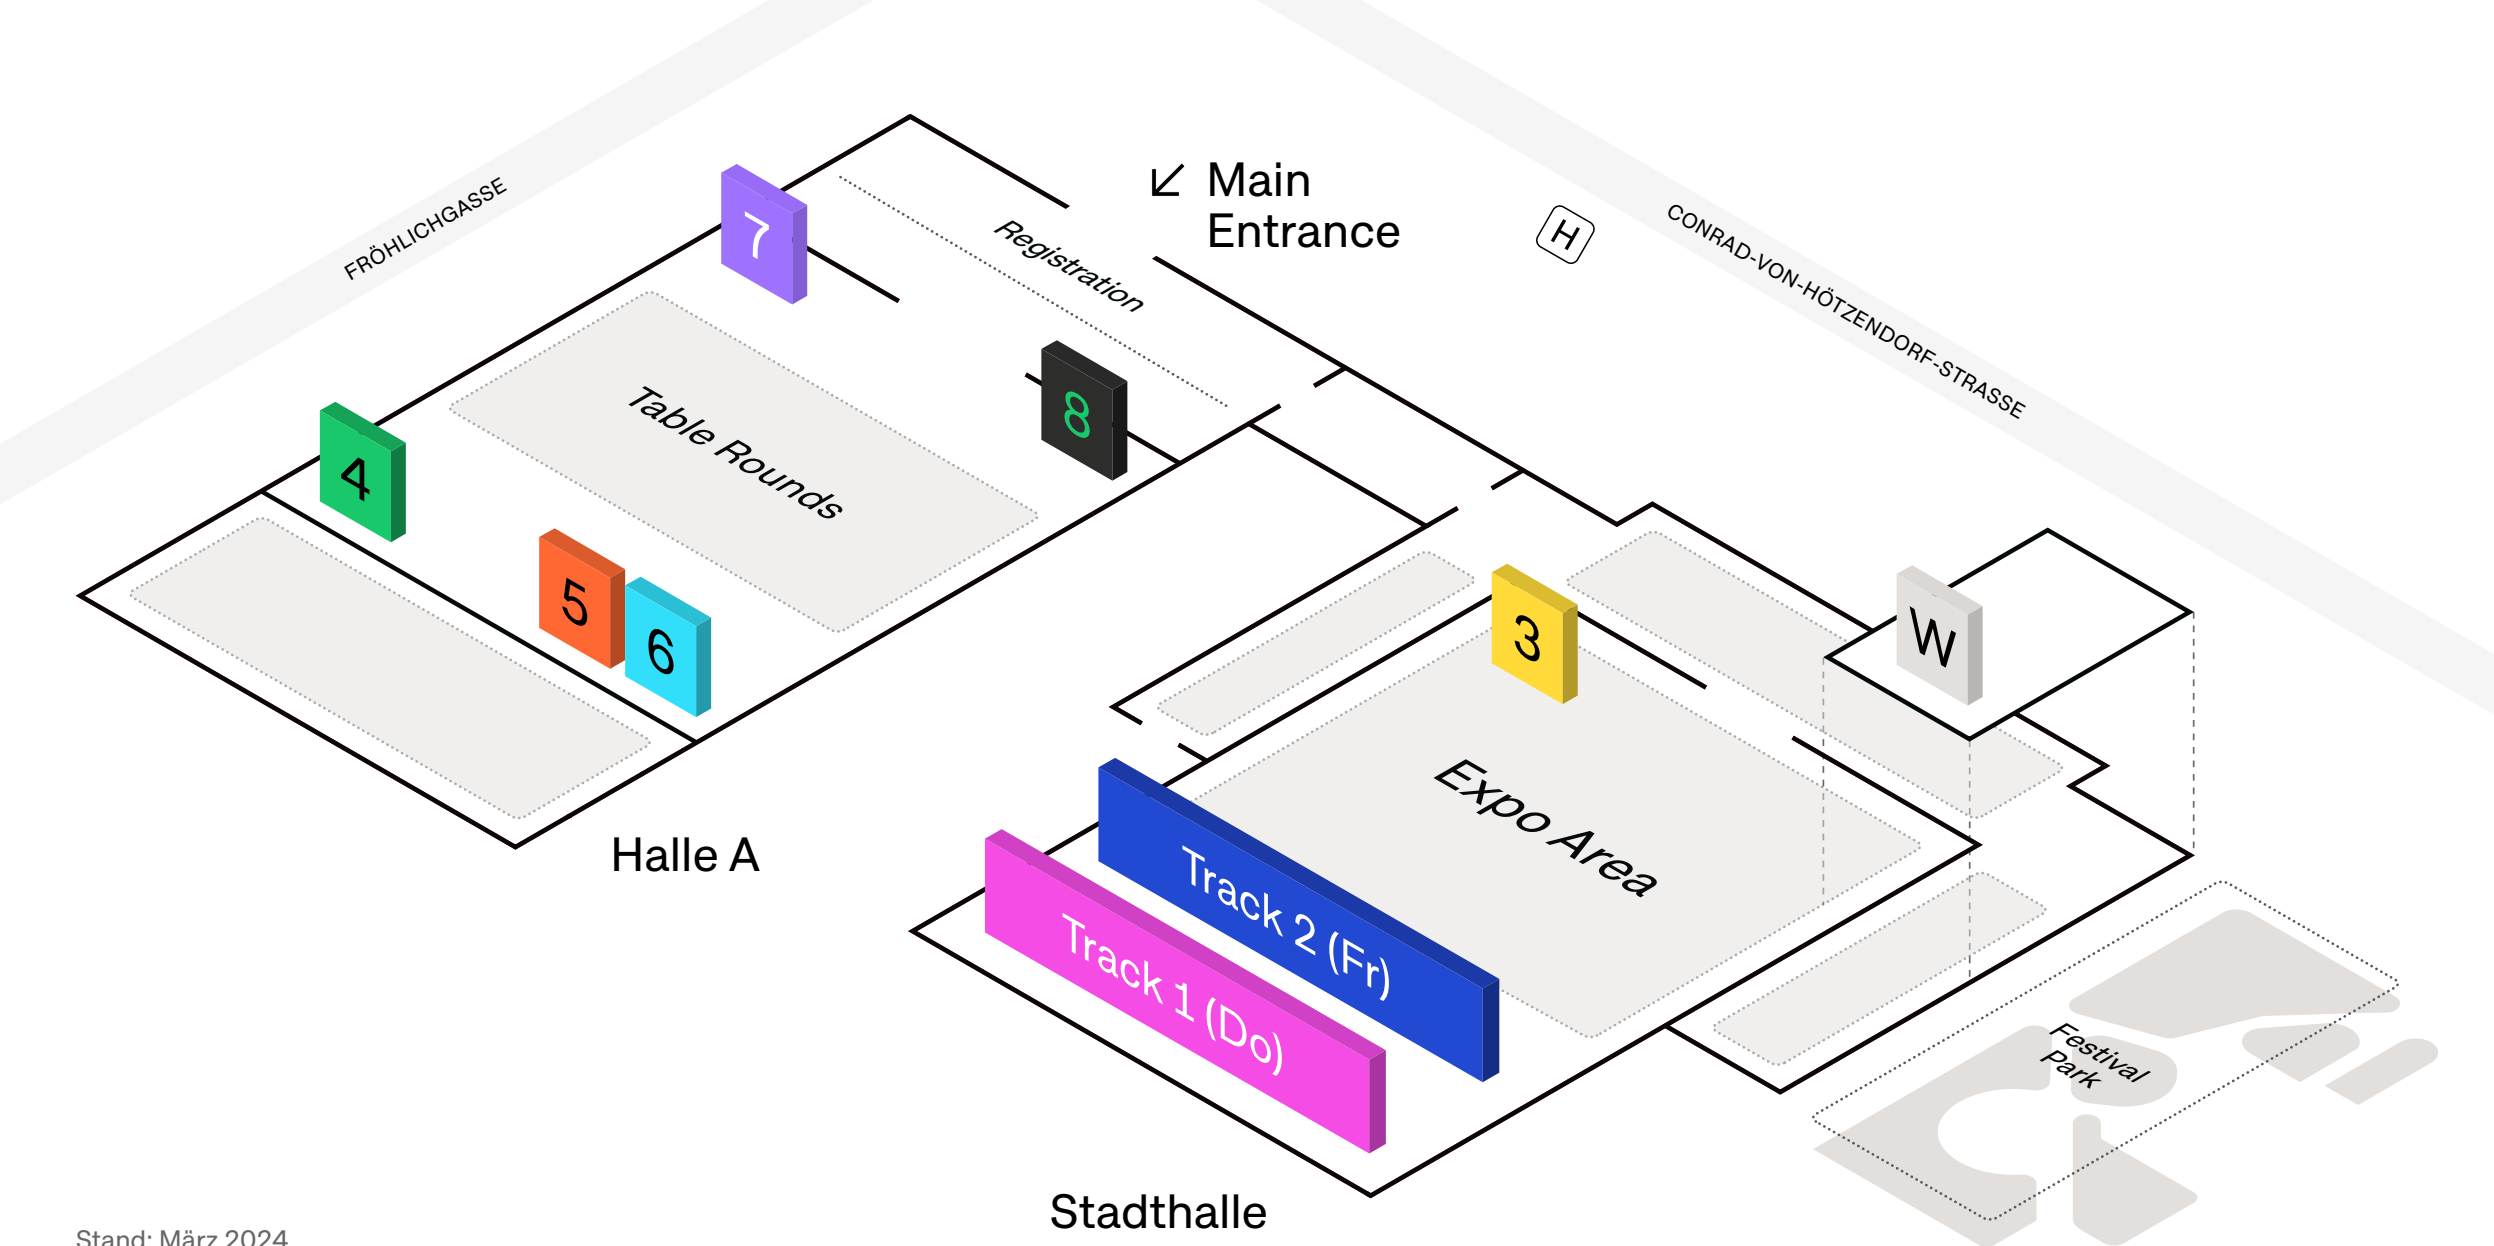 FRÖHLICHGASSE
Main
Entrance
H
CONRAD-VON-HÖTZENDORF-STRASSE
7
Registration
8
Table Rounds
4
5
6
3
W
Expo Area
Halle A
Track 2 (Fr)
Track 1 (Do)
Festival
Park
Stadthalle
Stand: März 2024